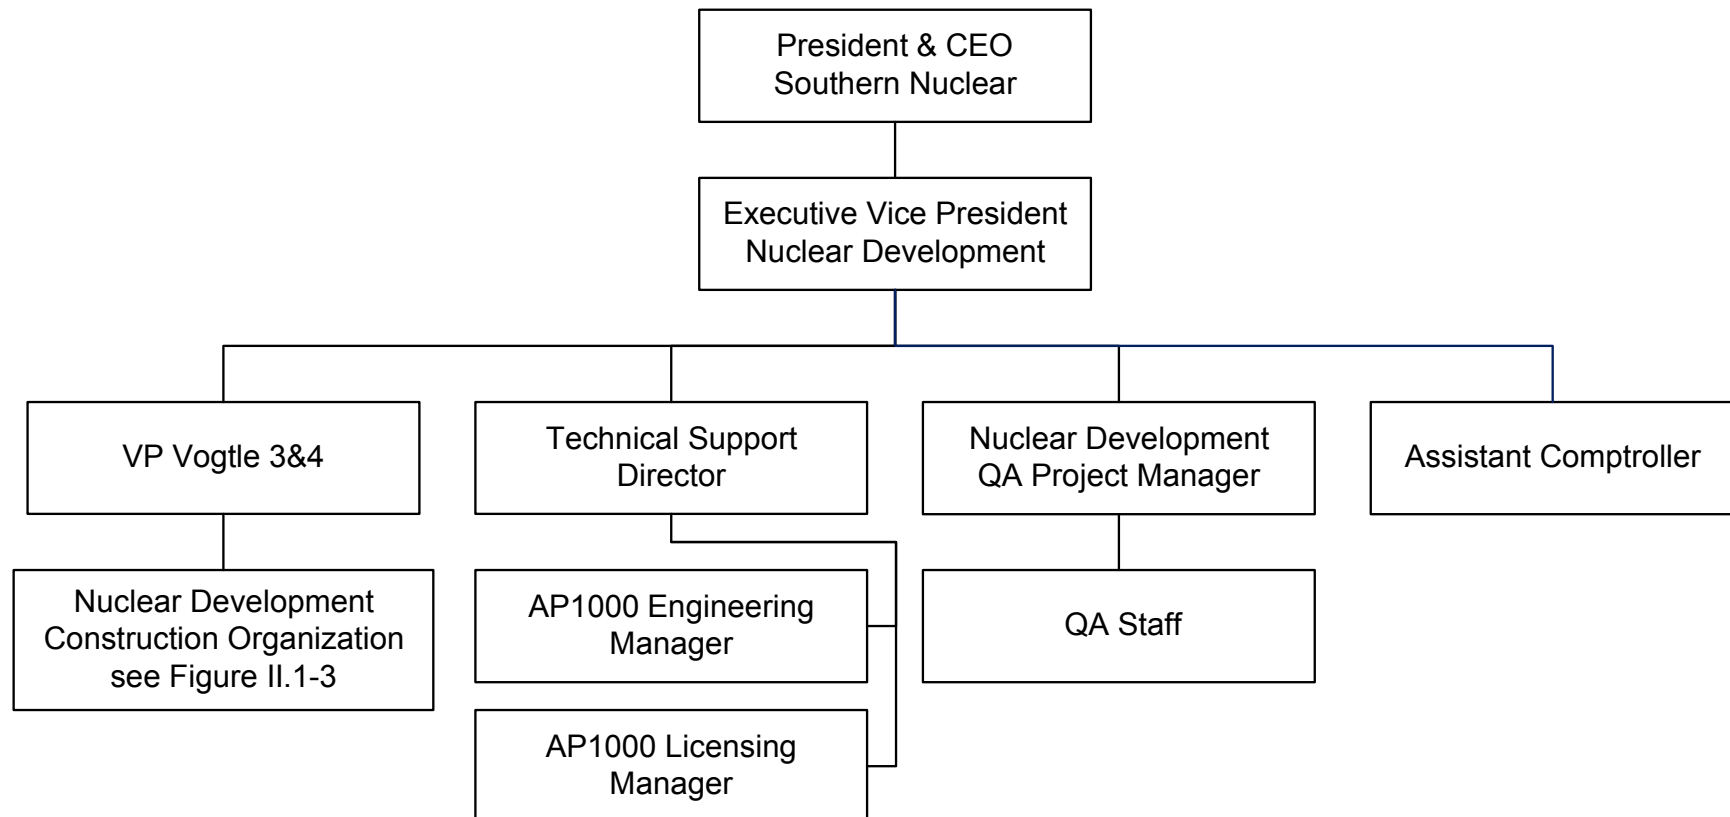 President & CEO
Southern Nuclear
Executive Vice President
Nuclear Development
VP Vogtle 3&4
Technical Support
Director
Nuclear Development
QA Project Manager
Assistant Comptroller
Nuclear Development
Construction Organization
see Figure II.1-3
AP1000 Engineering
Manager
QA Staff
AP1000 Licensing
Manager